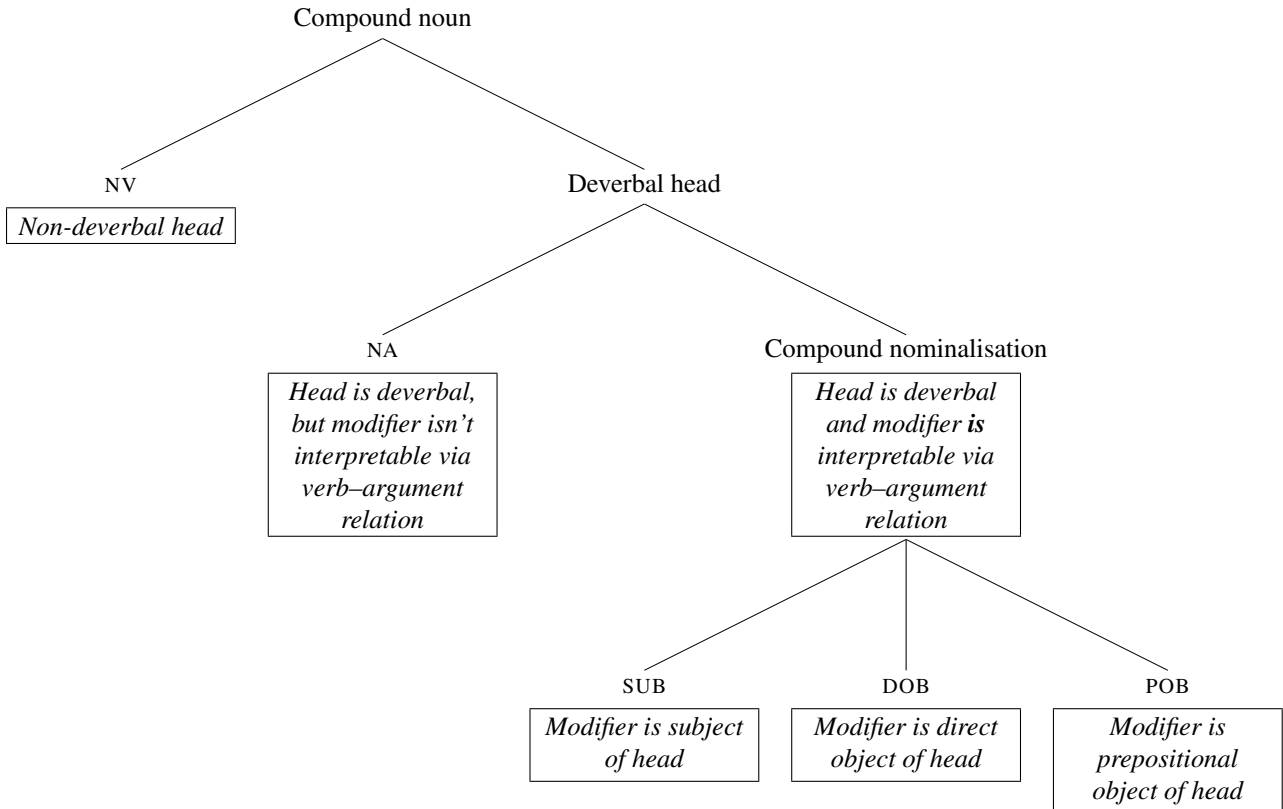 Compound noun
NV
Non-deverbal head
Deverbal head
NA
Head is deverbal,
but modifier isn't
interpretable via
verb–argument
relation
Compound nominalisation
Head is deverbal
and modifier is
interpretable via
verb–argument
relation
SUB
Modifier is subject
of head
DOB
Modifier is direct
object of head
POB
Modifier is
prepositional
object of head